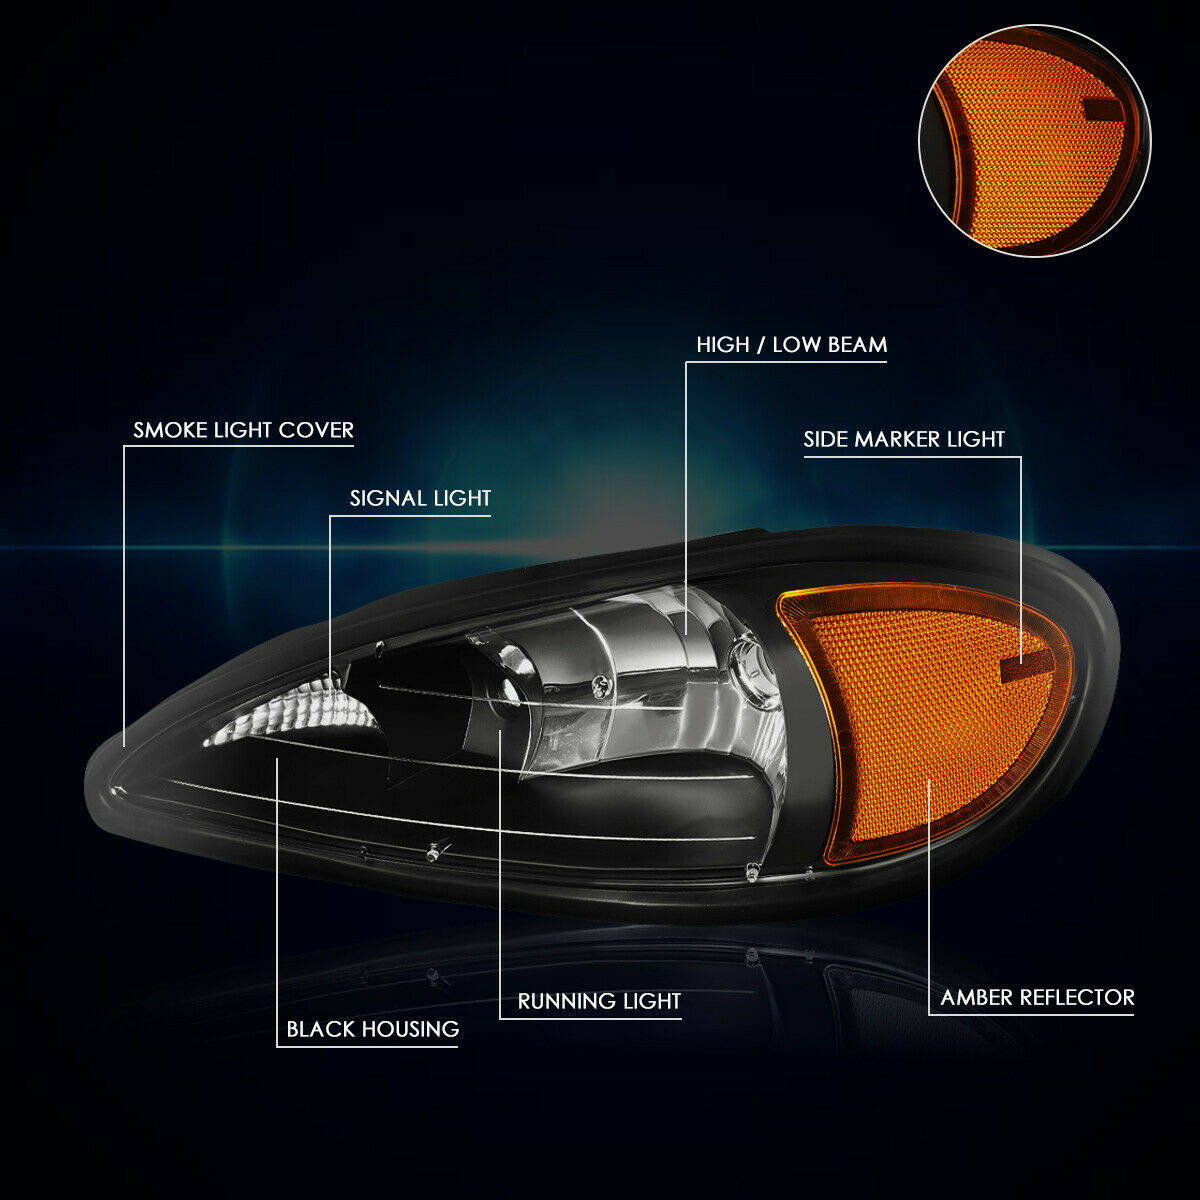 HIGH / LOW BEAM
SMOKE LIGHT COVER
SIDE MARKER LIGHT
SIGNAL LIGHT
AMBER REFLECTOR
RUNNING LIGHT
BLACK HOUSING